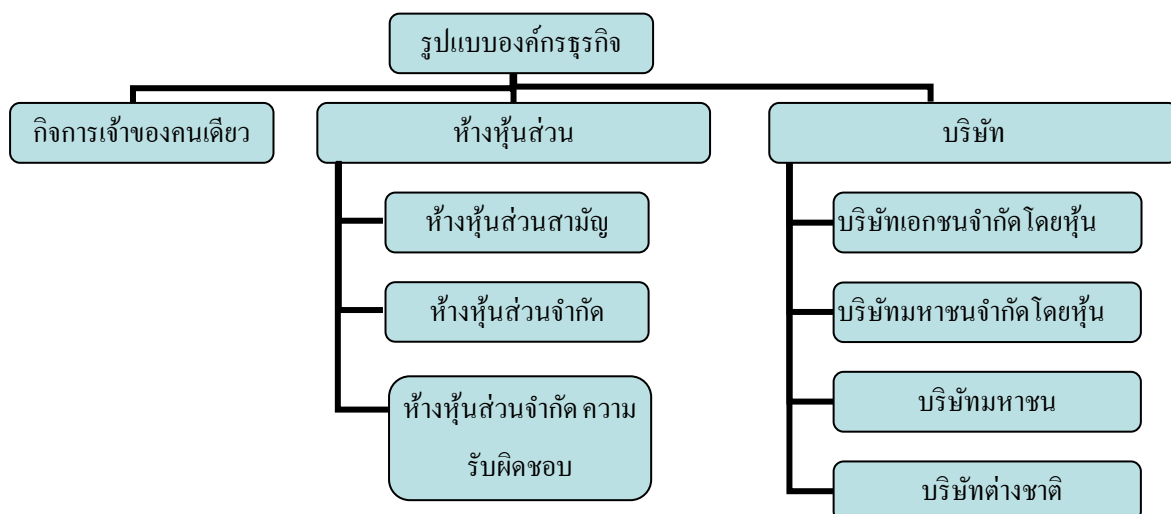 รูปแบบองค์กรธุรกิจ
กิจการเจ้าของคนเดียว
ห้างหุ้นส่วน
บริษัท
ห้างหุ้นส่วนสามัญ
ห้างหุ้นส่วนจำกัด
ห้างหุ้นส่วนจำกัด ความ
รับผิดชอบ
บริษัทเอกชนจำกัดโดยหุ้น
บริษัทมหาชนจำกัดโดยหุ้น
บริษัทมหาชน
บริษัทต่างชาติ